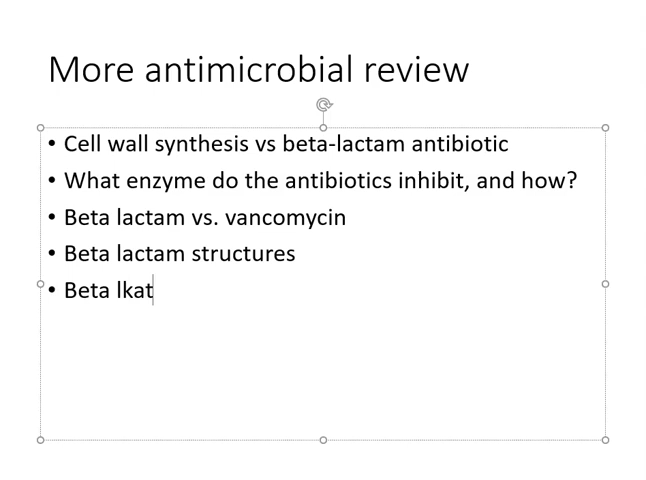 More antimicrobial review
• Cell wall synthesis vs beta-lactam antibiotic
• What enzyme do the antibiotics inhibit, and how?
• Beta lactam vs. vancomycin
• Beta lactam structures
• Beta lkat